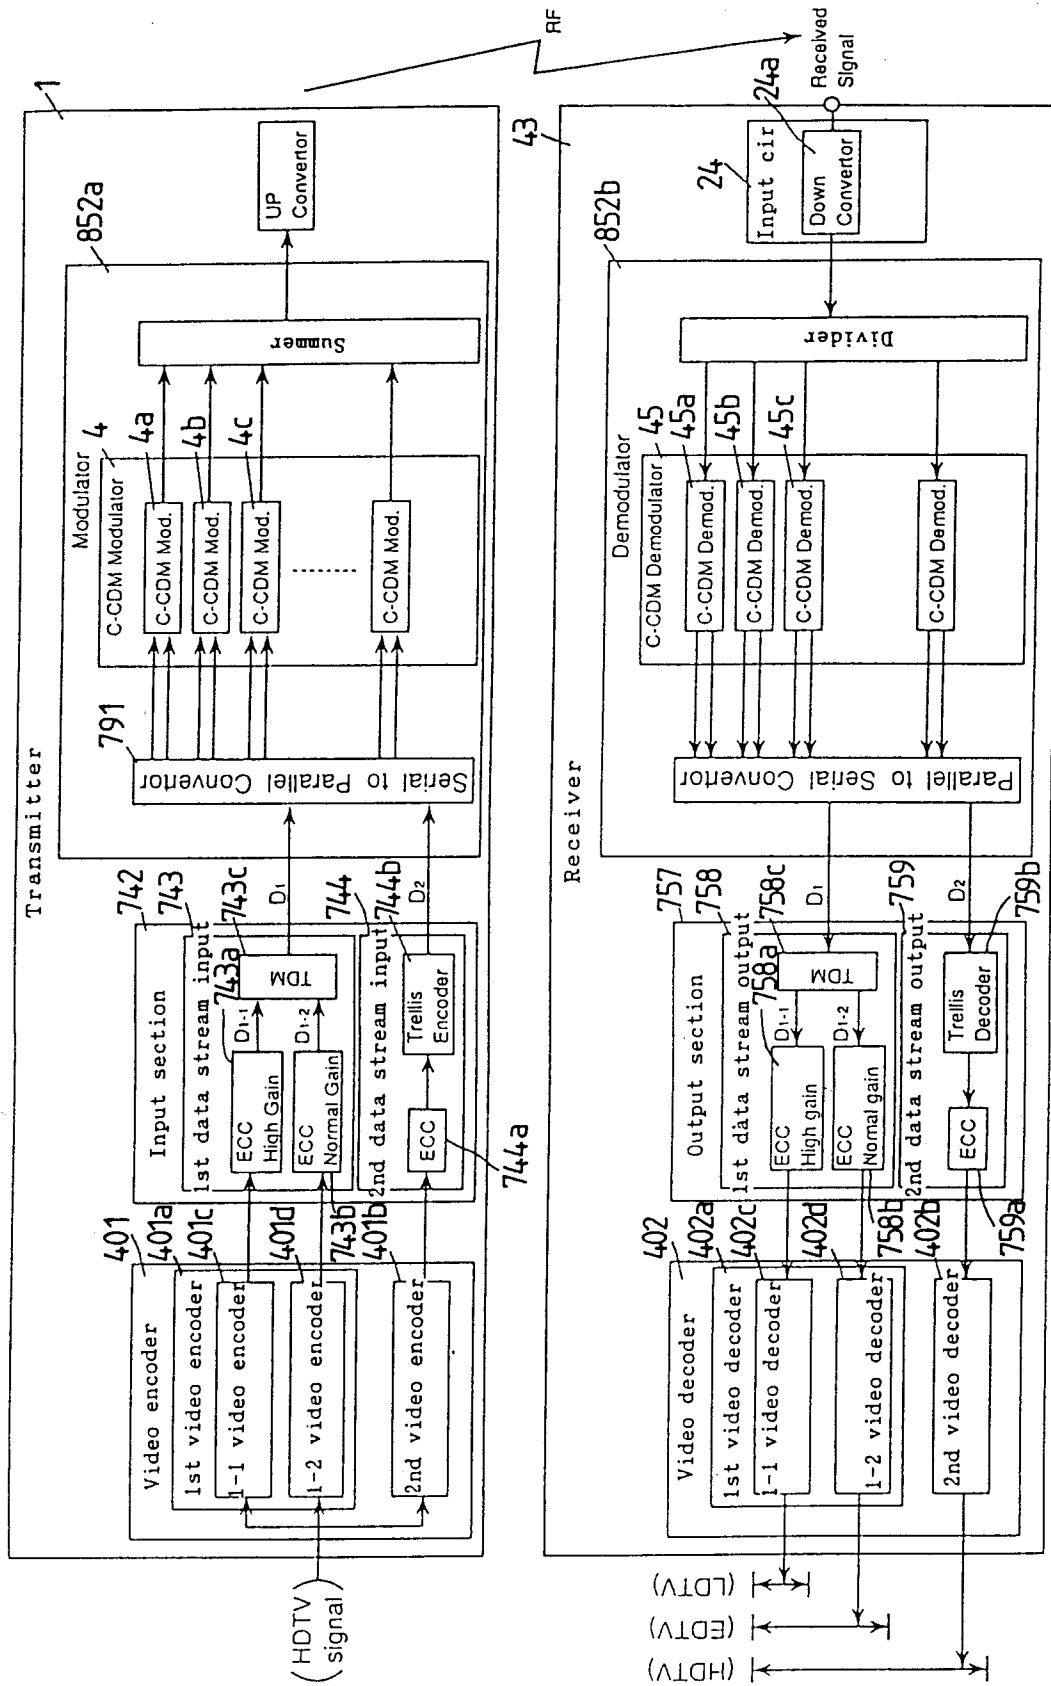 Transmitter
1
Video encoder
401
1st video encoder
401a
1-1 video encoder
401c
1-2 video encoder
401d
2nd video encoder
401b
(HDTV signal)
Input section
742
1st data stream input
743
743a
ECC
High Gain
D1-1
TDM
743c
ECC
Normal Gain
743b
D1-2
2nd data stream input
744
ECC
744a
Trellis
Encoder
744b
D1
D2
Modulator
852a
Serial to Parallel Convertor
791
C-CDM Modulator
4
C-CDM Mod.
4a
C-CDM Mod.
4b
C-CDM Mod.
4c
C-CDM Mod.
Summer
UP
Convertor
RF
Receiver
43
Received
Signal
Input cir
24
Down
Convertor
24a
Demodulator
852b
Divider
C-CDM Demodulator
45
C-CDM Demod.
45a
C-CDM Demod.
45b
C-CDM Demod.
45c
C-CDM Demod.
Parallel to Serial Convertor
D1
D2
Output section
757
1st data stream output
758
758a
TDM
758c
D1-1
ECC
High gain
D1-2
ECC
Normal gain
758b
2nd data stream output
759
Trellis
Decoder
759b
ECC
759a
Video decoder
402
1st video decoder
402a
1-1 video decoder
402c
1-2 video decoder
402d
2nd video decoder
402b
(LDTV)
(EDTV)
(HDTV)